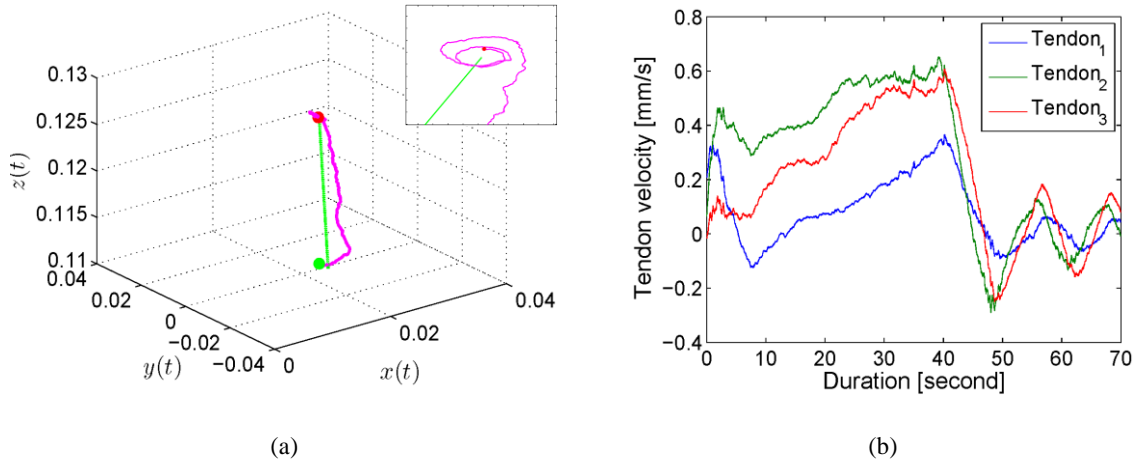 0.13
0.125
0.12
0.115
0.11
z(t)
0.04
0.02
0
−0.02
−0.04
y(t)
0
0.02
0.04
x(t)
(a)
0.8
0.6
0.4
0.2
0
−0.2
−0.4
Tendon velocity [mm/s]
Tendon1
Tendon2
Tendon3
0 10 20 30 40 50 60 70
Duration [second]
(b)